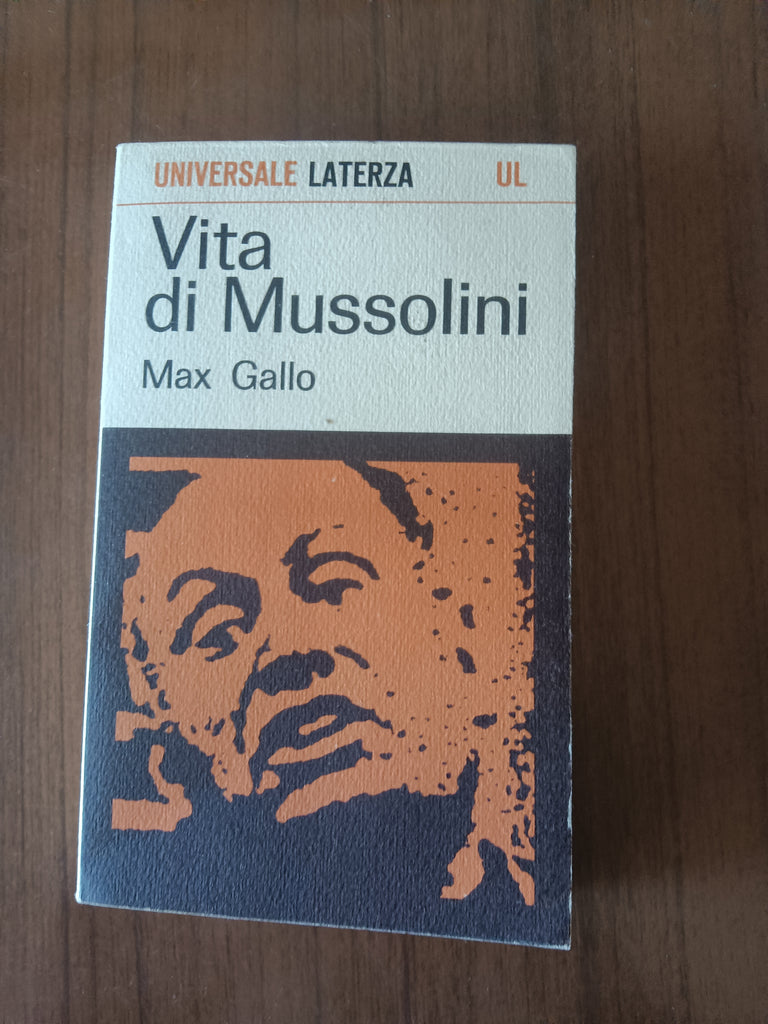 UNIVERSALE LATERZA UL
Vita
di Mussolini
Max Gallo